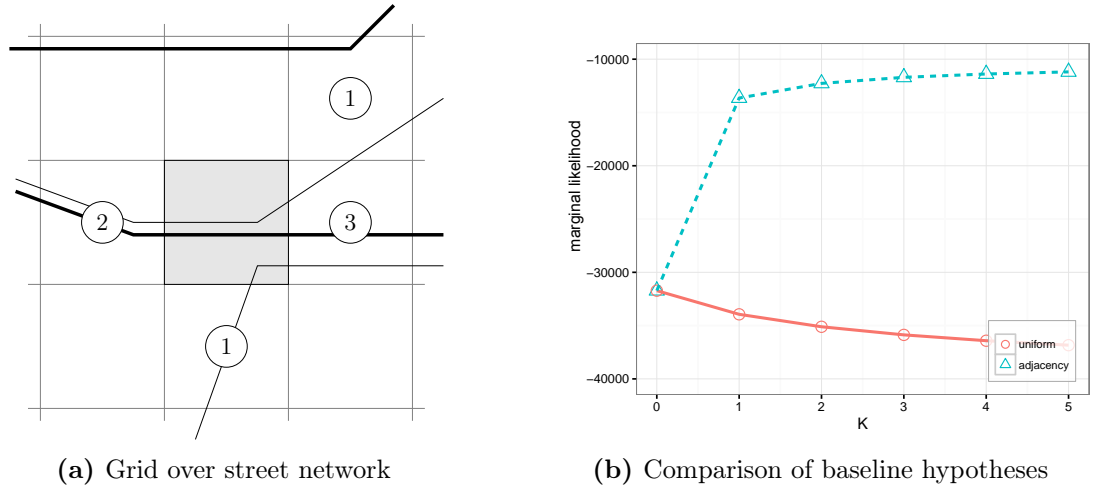 1
2
3
1
(a) Grid over street network
marginal likelihood
−10000
−20000
−30000
−40000
0 1 2 3 4 5
K
uniform
adjacency
(b) Comparison of baseline hypotheses